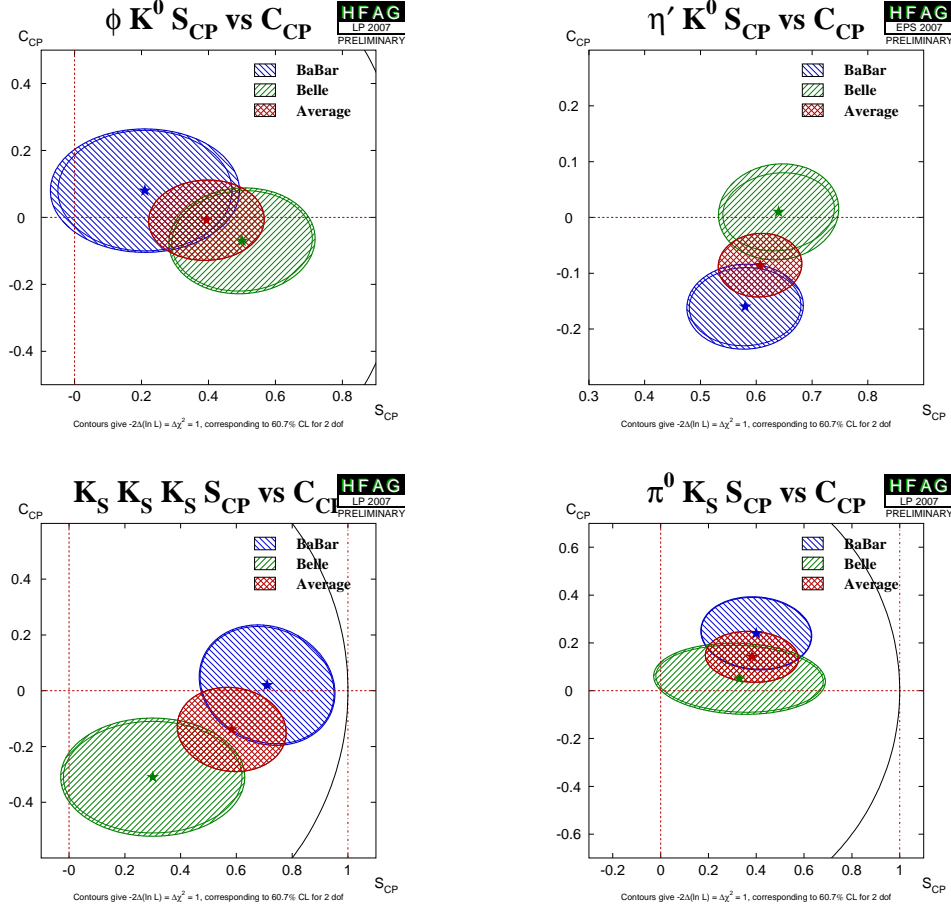 φ K⁰ S_CP vs C_CP
HFAG
LP 2007
PRELIMINARY
C_CP
BaBar
Belle
Average
0.4
0.2
0
-0.2
-0.4
-0 0.2 0.4 0.6 0.8
S_CP
Contours give -2Δ(ln L) = Δχ² = 1, corresponding to 60.7% CL for 2 dof
η′ K⁰ S_CP vs C_CP
HFAG
EPS 2007
PRELIMINARY
C_CP
BaBar
Belle
Average
0.2
0.1
0
-0.1
-0.2
0.3 0.4 0.5 0.6 0.7 0.8
S_CP
Contours give -2Δ(ln L) = Δχ² = 1, corresponding to 60.7% CL for 2 dof
K_S K_S K_S S_CP vs C_CP
HFAG
LP 2007
PRELIMINARY
C_CP
BaBar
Belle
Average
0.4
0.2
0
-0.2
-0.4
-0 0.2 0.4 0.6 0.8 1
S_CP
Contours give -2Δ(ln L) = Δχ² = 1, corresponding to 60.7% CL for 2 dof
π⁰ K_S S_CP vs C_CP
HFAG
LP 2007
PRELIMINARY
C_CP
BaBar
Belle
Average
0.6
0.4
0.2
0
-0.2
-0.4
-0.6
-0.2 0 0.2 0.4 0.6 0.8 1
S_CP
Contours give -2Δ(ln L) = Δχ² = 1, corresponding to 60.7% CL for 2 dof